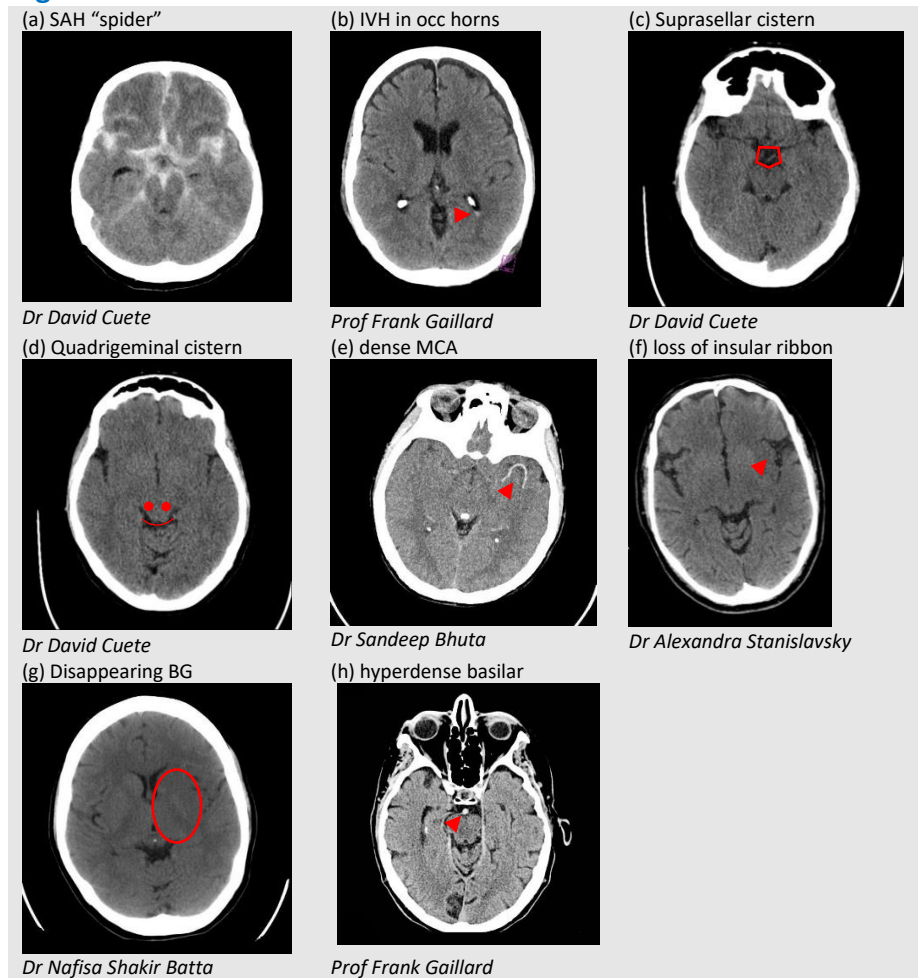 (a) SAH “spider”
(b) IVH in occ horns
(c) Suprasellar cistern
Dr David Cuete
Prof Frank Gaillard
Dr David Cuete
(d) Quadrigeminal cistern
(e) dense MCA
(f) loss of insular ribbon
Dr David Cuete
Dr Sandeep Bhuta
Dr Alexandra Stanislavsky
(g) Disappearing BG
(h) hyperdense basilar
Dr Nafisa Shakir Batta
Prof Frank Gaillard